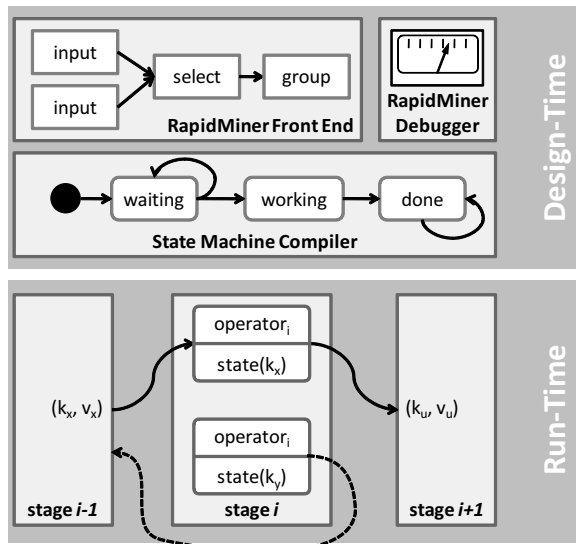 input
input
select
group
RapidMiner Front End
RapidMiner
Debugger
Design-Time
waiting
working
done
State Machine Compiler
operatorᵢ
state(kₓ)
(kₓ, vₓ)
(kᵤ, vᵤ)
operatorᵢ
state(k_y)
stage i-1
stage i
stage i+1
Run-Time